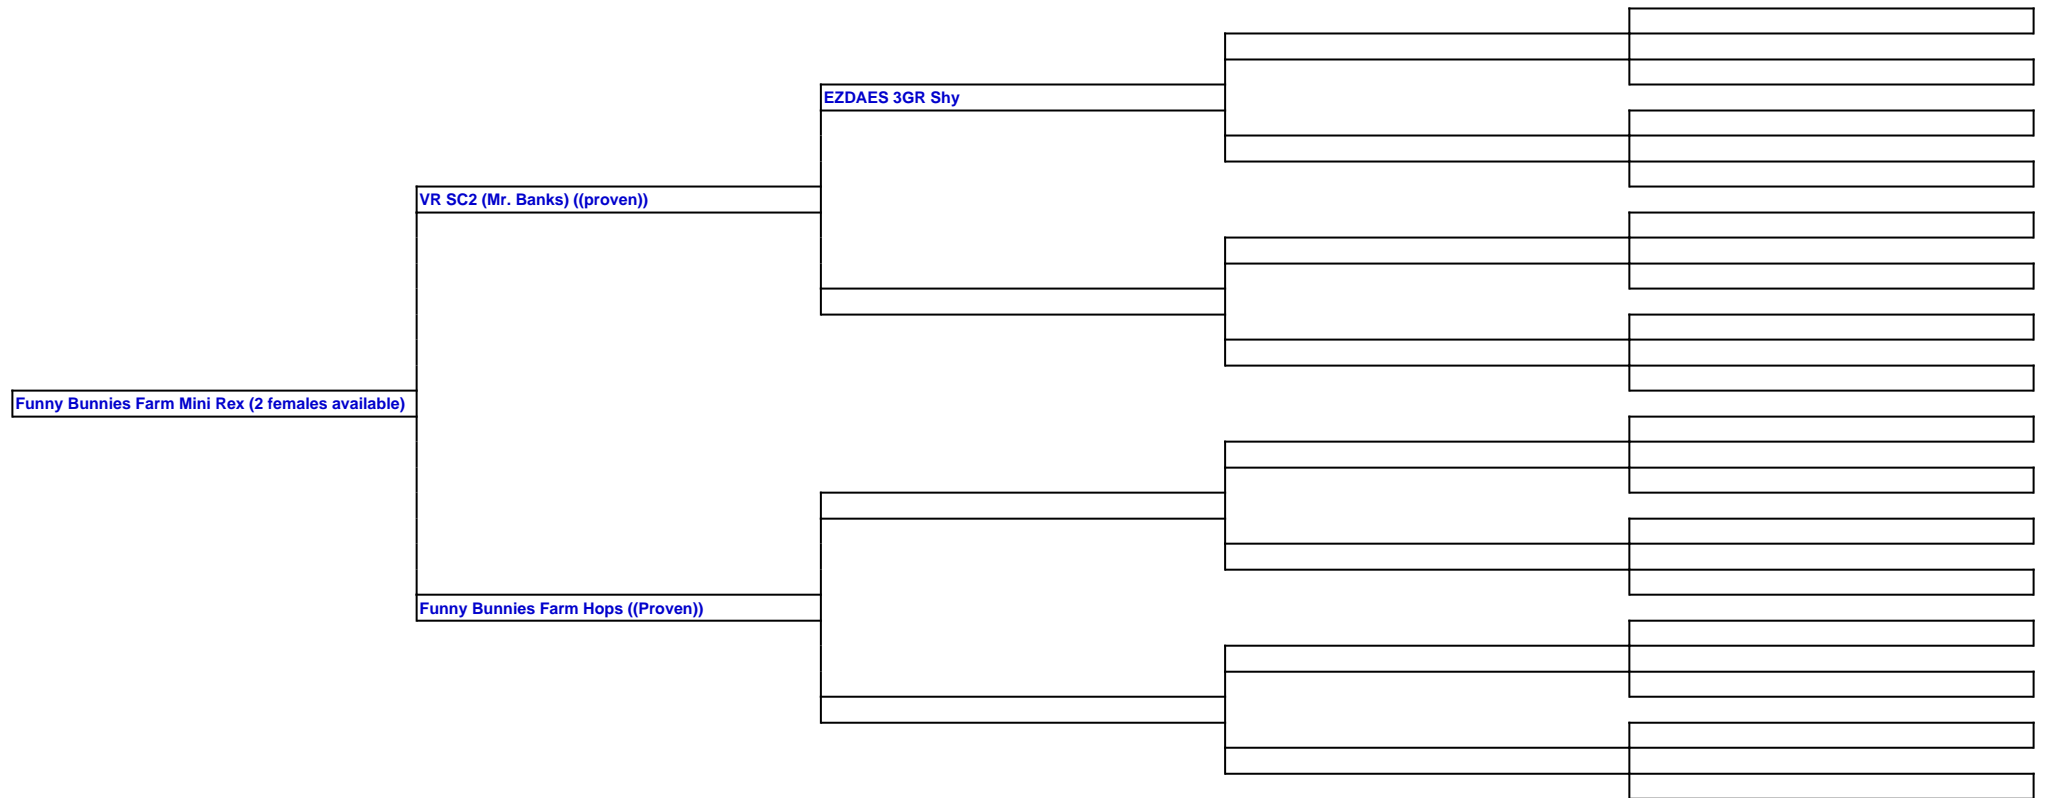 EZDAES 3GR Shy
VR SC2 (Mr. Banks) ((proven))
Funny Bunnies Farm Mini Rex (2 females available)
Funny Bunnies Farm Hops ((Proven))